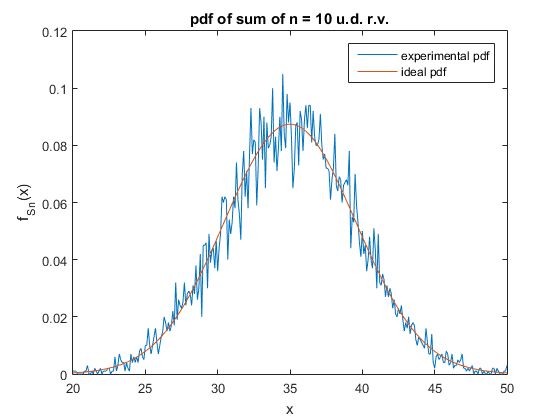 pdf of sum of n = 10 u.d. r.v.
0.12
0.1
0.08
0.06
0.04
0.02
0
f_Sn(x)
experimental pdf
ideal pdf
20 25 30 35 40 45 50
x